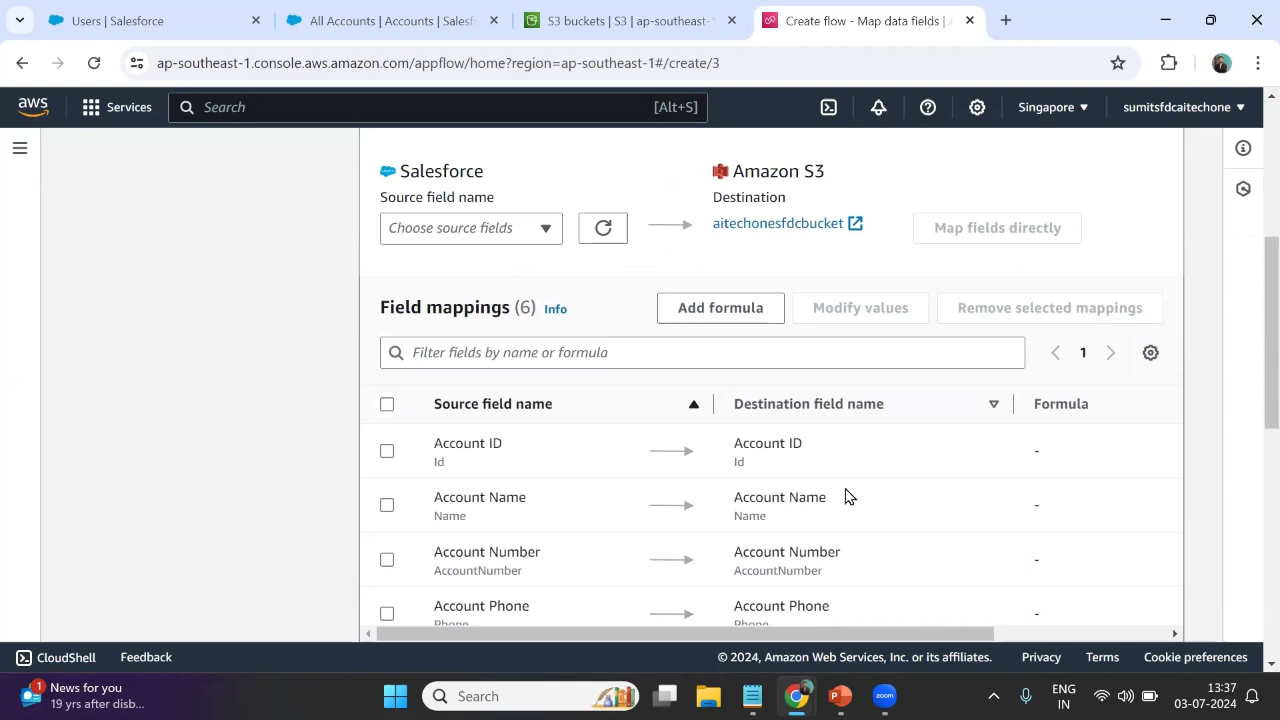 Users | Salesforce
All Accounts | Accounts | Salesf
S3 buckets | S3 | ap-southeast-1
Create flow - Map data fields |
ap-southeast-1.console.aws.amazon.com/appflow/home?region=ap-southeast-1#/create/3
aws
Services
Search
[Alt+S]
Singapore
sumitsfdcaitechone
Salesforce
Amazon S3
Source field name
Destination
Choose source fields
aitechonesfdcbucket
Map fields directly
Field mappings (6) Info
Add formula
Modify values
Remove selected mappings
Filter fields by name or formula
1
Source field name
Destination field name
Formula
Account ID
Account ID
Id
Id
-
Account Name
Account Name
Name
Name
-
Account Number
Account Number
AccountNumber
AccountNumber
-
Account Phone
Account Phone
Phone
Phone
-
CloudShell
Feedback
© 2024, Amazon Web Services, Inc. or its affiliates.
Privacy
Terms
Cookie preferences
1
News for you
19 yrs after disb...
Search
zoom
ENG
IN
13:37
03-07-2024